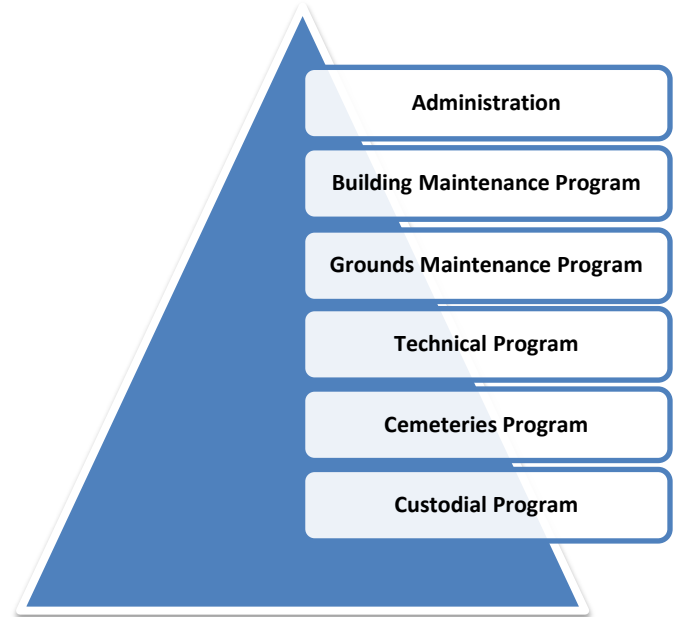 Administration
Building Maintenance Program
Grounds Maintenance Program
Technical Program
Cemeteries Program
Custodial Program